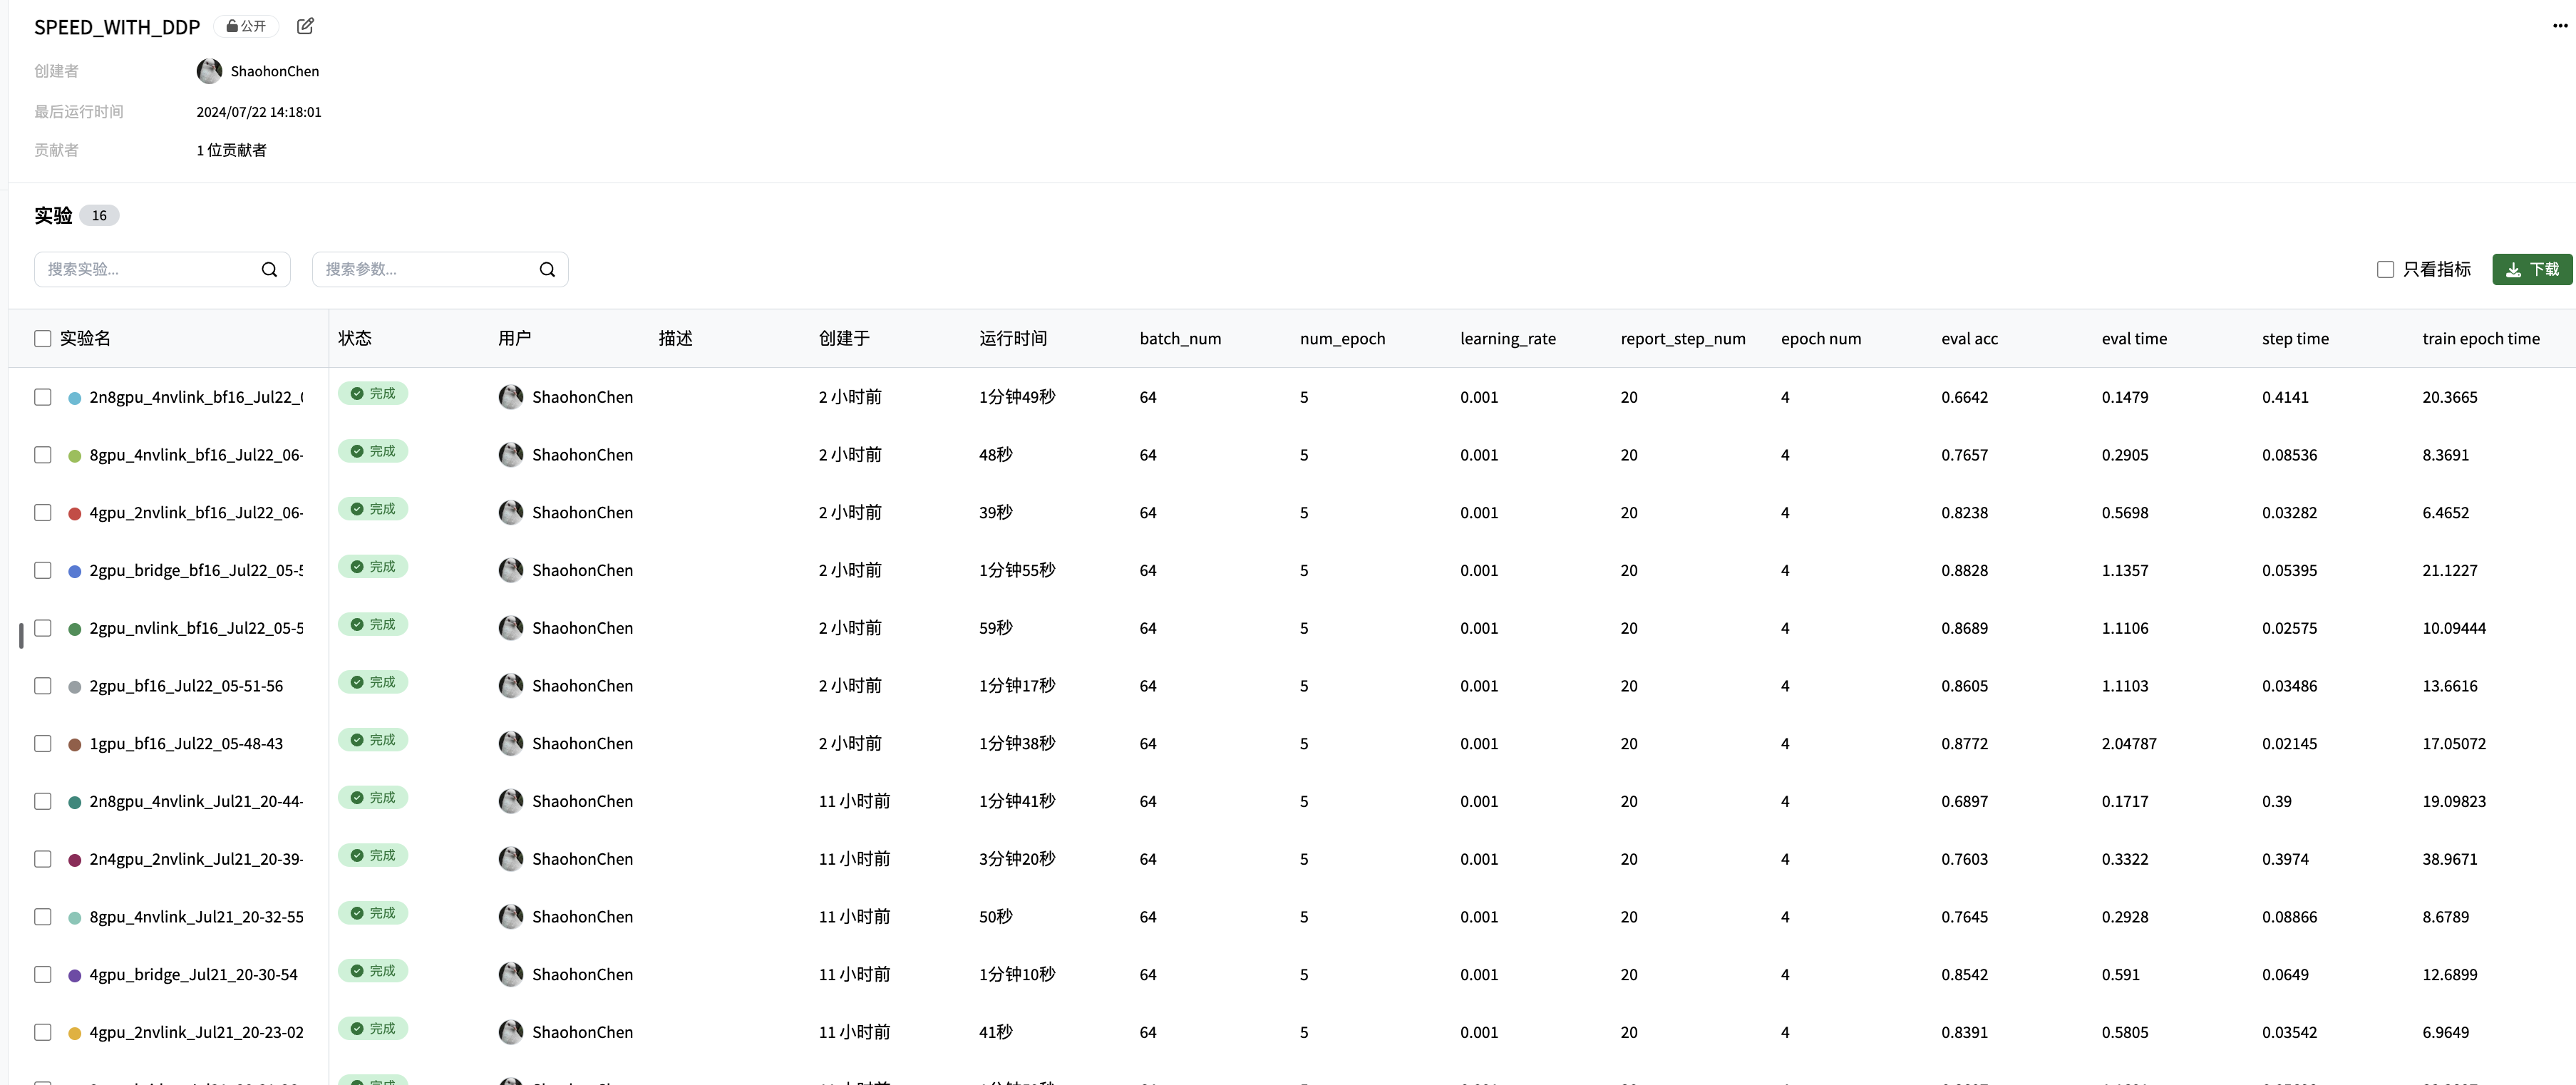 SPEED_WITH_DDP 公开
创建者 ShaohonChen
最后运行时间 2024/07/22 14:18:01
贡献者 1 位贡献者
实验 16
搜索实验... 搜索参数... 只看指标 下载
实验名 状态 用户 描述 创建于 运行时间 batch_num num_epoch learning_rate report_step_num epoch num eval acc eval time step time train epoch time
2n8gpu_4nvlink_bf16_Jul22_ 完成 ShaohonChen 2 小时前 1分钟49秒 64 5 0.001 20 4 0.6642 0.1479 0.4141 20.3665
8gpu_4nvlink_bf16_Jul22_06- 完成 ShaohonChen 2 小时前 48秒 64 5 0.001 20 4 0.7657 0.2905 0.08536 8.3691
4gpu_2nvlink_bf16_Jul22_06- 完成 ShaohonChen 2 小时前 39秒 64 5 0.001 20 4 0.8238 0.5698 0.03282 6.4652
2gpu_bridge_bf16_Jul22_05-5 完成 ShaohonChen 2 小时前 1分钟55秒 64 5 0.001 20 4 0.8828 1.1357 0.05395 21.1227
2gpu_nvlink_bf16_Jul22_05-5 完成 ShaohonChen 2 小时前 59秒 64 5 0.001 20 4 0.8689 1.1106 0.02575 10.09444
2gpu_bf16_Jul22_05-51-56 完成 ShaohonChen 2 小时前 1分钟17秒 64 5 0.001 20 4 0.8605 1.1103 0.03486 13.6616
1gpu_bf16_Jul22_05-48-43 完成 ShaohonChen 2 小时前 1分钟38秒 64 5 0.001 20 4 0.8772 2.04787 0.02145 17.05072
2n8gpu_4nvlink_Jul21_20-44- 完成 ShaohonChen 11 小时前 1分钟41秒 64 5 0.001 20 4 0.6897 0.1717 0.39 19.09823
2n4gpu_2nvlink_Jul21_20-39- 完成 ShaohonChen 11 小时前 3分钟20秒 64 5 0.001 20 4 0.7603 0.3322 0.3974 38.9671
8gpu_4nvlink_Jul21_20-32-55 完成 ShaohonChen 11 小时前 50秒 64 5 0.001 20 4 0.7645 0.2928 0.08866 8.6789
4gpu_bridge_Jul21_20-30-54 完成 ShaohonChen 11 小时前 1分钟10秒 64 5 0.001 20 4 0.8542 0.591 0.0649 12.6899
4gpu_2nvlink_Jul21_20-23-02 完成 ShaohonChen 11 小时前 41秒 64 5 0.001 20 4 0.8391 0.5805 0.03542 6.9649